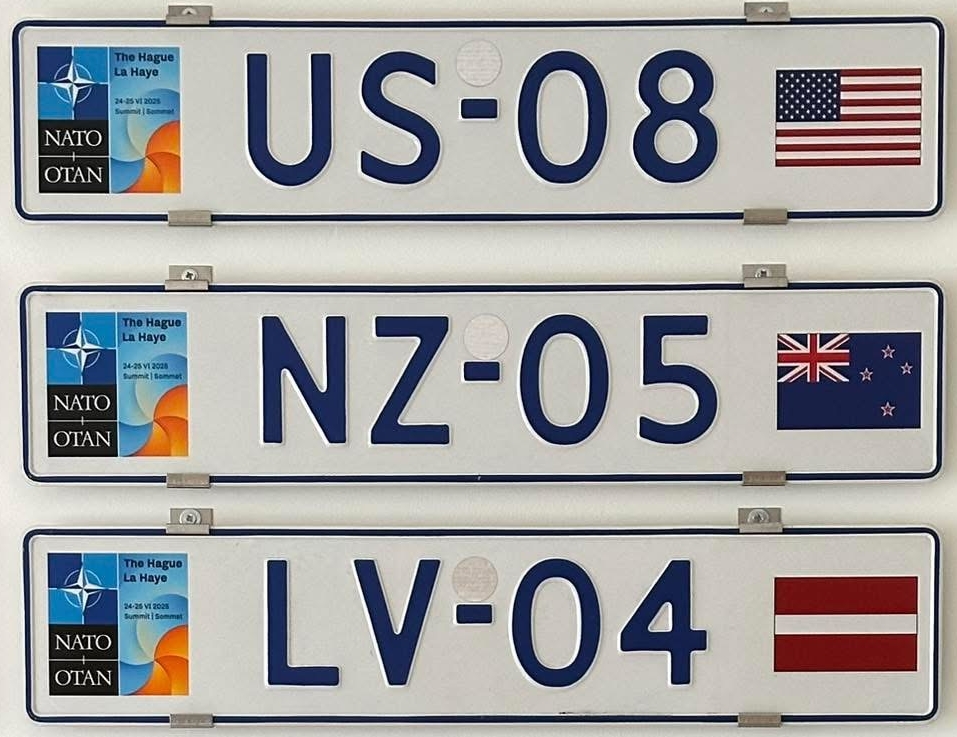 The Hague
La Haye
24-25 VI 2025
Summit | Sommet
NATO
OTAN
US-08
The Hague
La Haye
24-25 VI 2025
Summit | Sommet
NATO
OTAN
NZ-05
The Hague
La Haye
24-25 VI 2025
Summit | Sommet
NATO
OTAN
LV-04